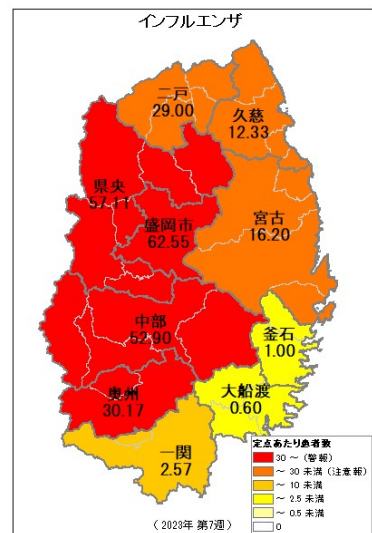 インフルエンザ
二戸
29.00
久慈
12.33
県央
57.11
盛岡市
62.55
宮古
16.20
中部
52.90
釜石
1.00
奥州
30.17
大船渡
0.60
一関
2.57
定点あたり患者数
30 ～ (警報)
～ 30 未満 (注意報)
～ 10 未満
～ 2.5 未満
～ 0.5 未満
0
（2023年 第7週）